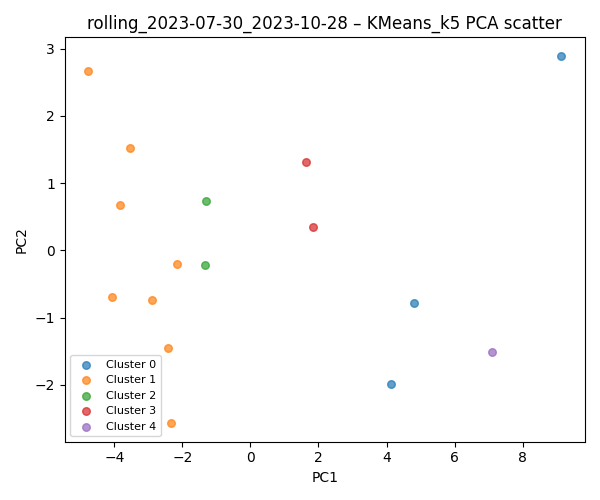 rolling_2023-07-30_2023-10-28 – KMeans_k5 PCA scatter
3
2
1
0
−1
−2
PC2
Cluster 0
Cluster 1
Cluster 2
Cluster 3
Cluster 4
−4
−2
0
2
4
6
8
PC1